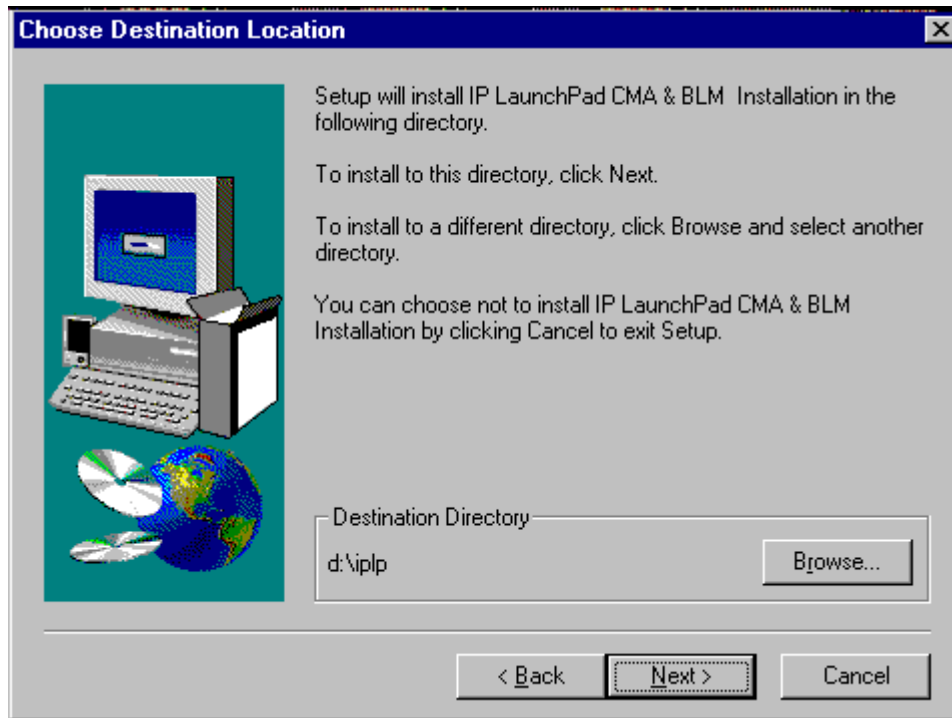 Choose Destination Location
Setup will install IP LaunchPad CMA & BLM  Installation in the
following directory.
To install to this directory, click Next.
To install to a different directory, click Browse and select another
directory.
You can choose not to install IP LaunchPad CMA & BLM
Installation by clicking Cancel to exit Setup.
Destination Directory
d:\iplp
Browse...
< Back
Next >
Cancel